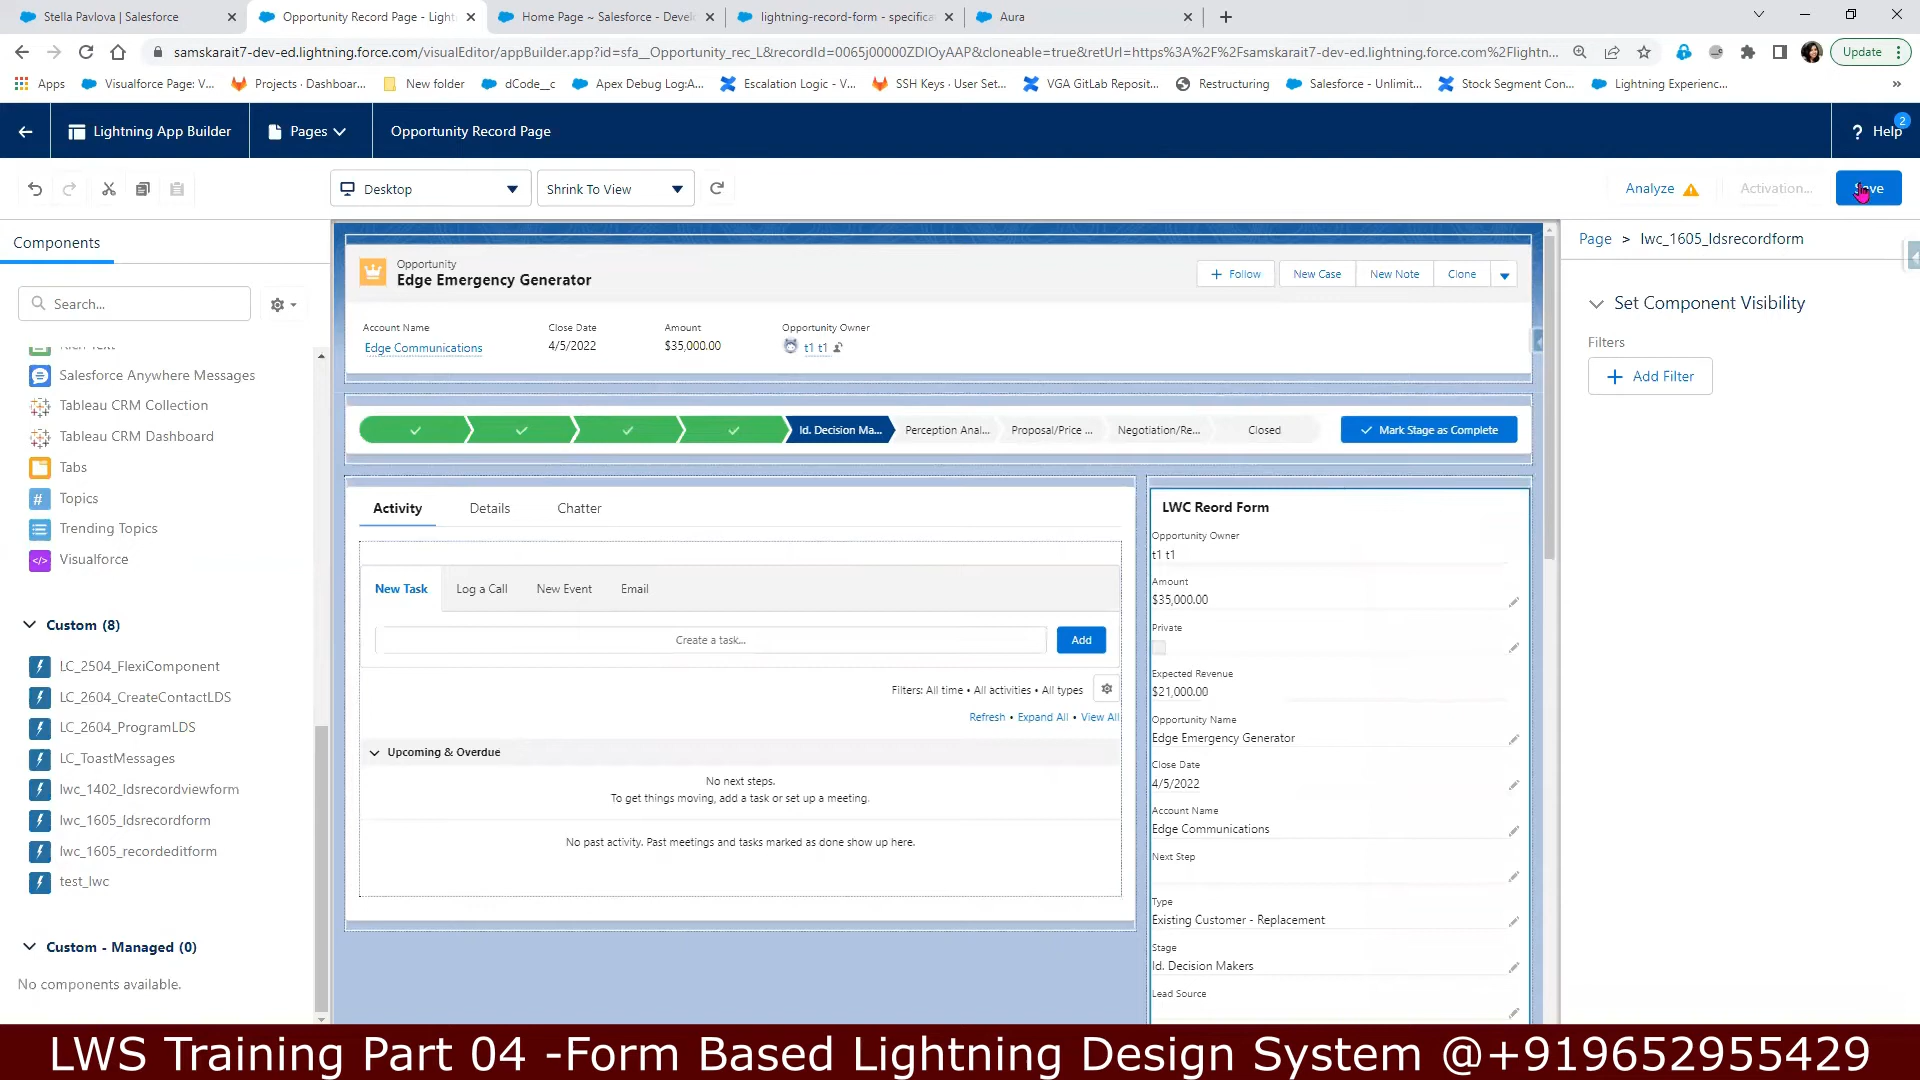 Stella Pavlova | Salesforce
Opportunity Record Page - Light
Home Page ~ Salesforce - Devel
lightning-record-form - specifica
Aura
samskarait7-dev-ed.lightning.force.com/visualEditor/appBuilder.app?id=sfa__Opportunity_rec_L&recordId=0065j00000ZDIOyAAP&cloneable=true&retUrl=https%3A%2F%2Fsamskarait7-dev-ed.lightning.force.com%2Flightn...
Update
Apps
Visualforce Page: V...
Projects · Dashboar...
New folder
dCode__c
Apex Debug Log:A...
Escalation Logic - V...
SSH Keys · User Set...
VGA GitLab Reposit...
Restructuring
Salesforce - Unlimit...
Stock Segment Con...
Lightning Experienc...
»
Lightning App Builder
Pages
Opportunity Record Page
? Help
2
Desktop
Shrink To View
Analyze
Activation...
Components
Search...
Salesforce Anywhere Messages
Tableau CRM Collection
Tableau CRM Dashboard
Tabs
Topics
Trending Topics
Visualforce
Custom (8)
LC_2504_FlexiComponent
LC_2604_CreateContactLDS
LC_2604_ProgramLDS
LC_ToastMessages
lwc_1402_ldsrecordviewform
lwc_1605_ldsrecordform
lwc_1605_recordeditform
test_lwc
Custom - Managed (0)
No components available.
Opportunity
Edge Emergency Generator
+ Follow
New Case
New Note
Clone
Account Name
Close Date
Amount
Opportunity Owner
Edge Communications
4/5/2022
$35,000.00
t1 t1
Id. Decision Ma...
Perception Anal...
Proposal/Price ...
Negotiation/Re...
Closed
Mark Stage as Complete
Activity
Details
Chatter
New Task
Log a Call
New Event
Email
Create a task...
Add
Filters: All time • All activities • All types
Refresh • Expand All • View All
Upcoming & Overdue
No next steps.
To get things moving, add a task or set up a meeting.
No past activity. Past meetings and tasks marked as done show up here.
LWC Reord Form
Opportunity Owner
t1 t1
Amount
$35,000.00
Private
Expected Revenue
$21,000.00
Opportunity Name
Edge Emergency Generator
Close Date
4/5/2022
Account Name
Edge Communications
Next Step
Type
Existing Customer - Replacement
Stage
Id. Decision Makers
Lead Source
Page > lwc_1605_ldsrecordform
Set Component Visibility
Filters
+ Add Filter
LWS Training Part 04 -Form Based Lightning Design System @+919652955429